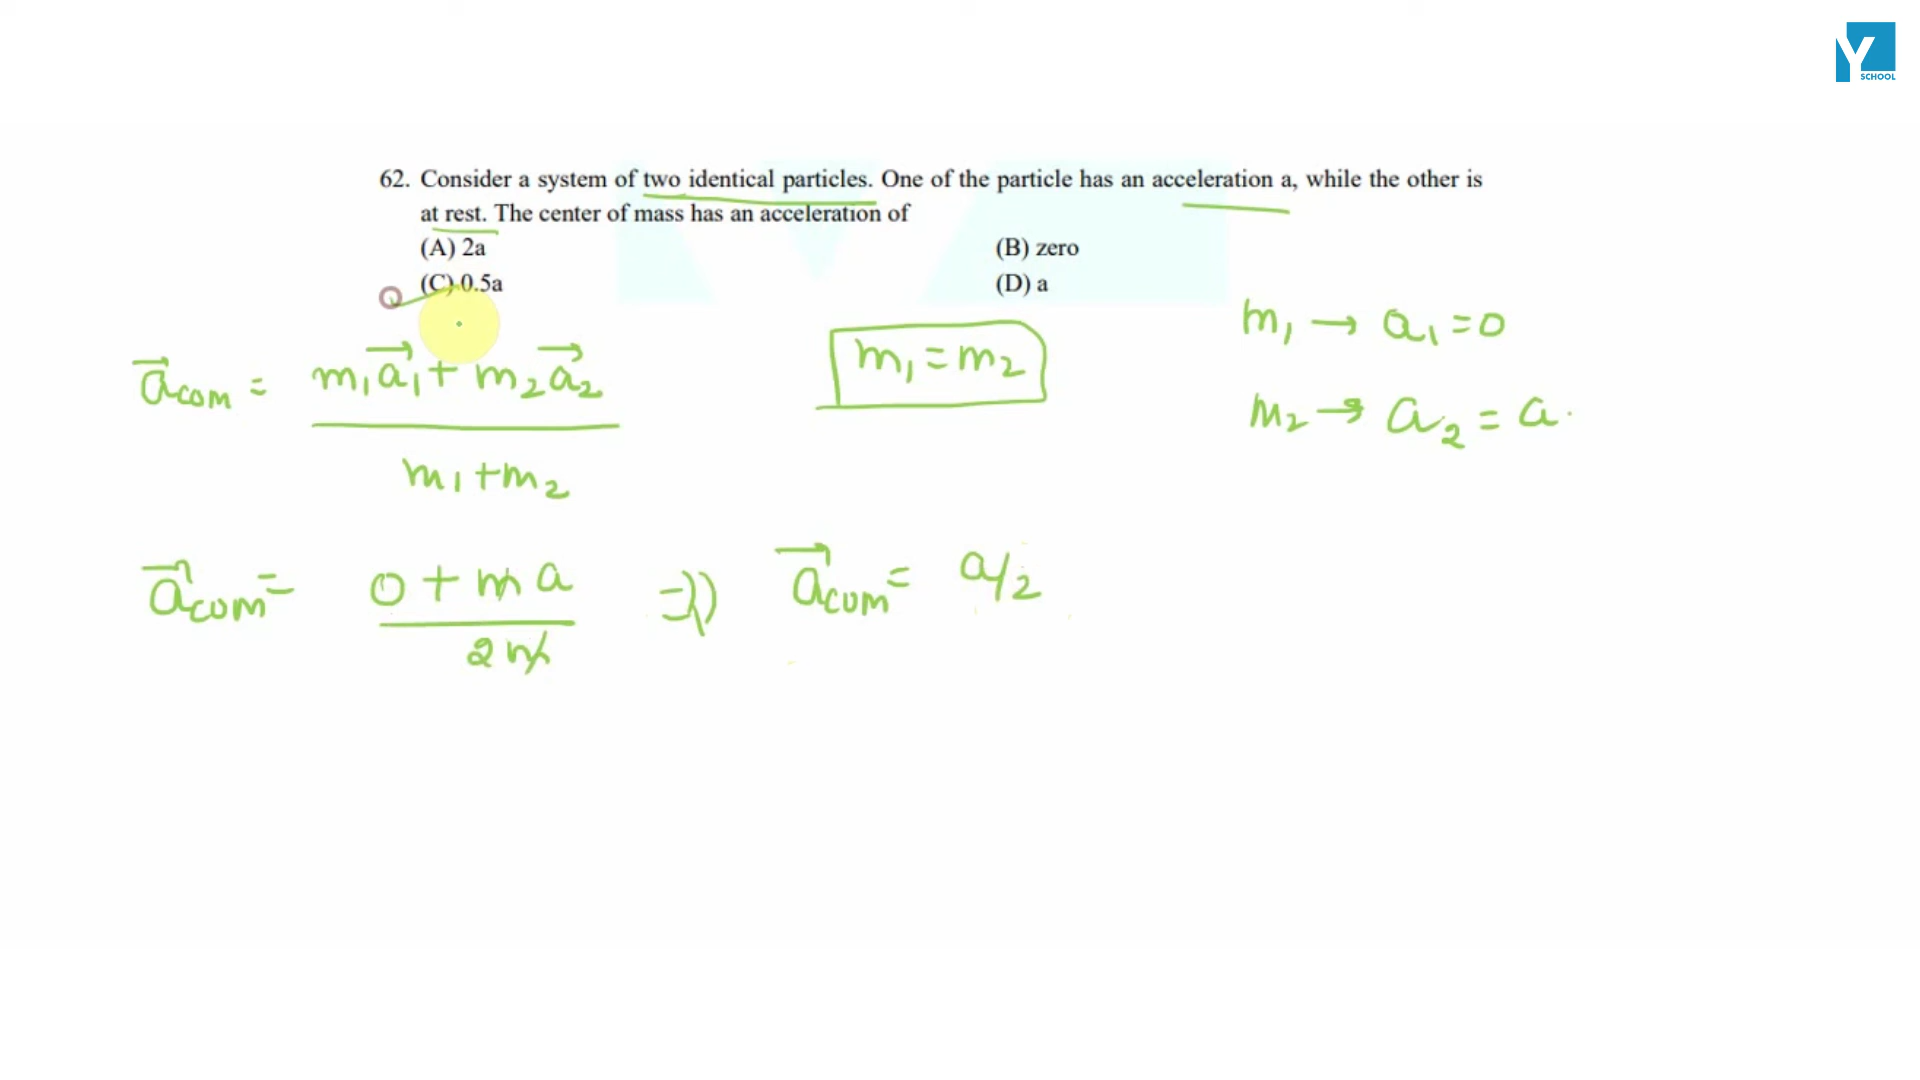 Y SCHOOL
62. Consider a system of two identical particles. One of the particle has an acceleration a, while the other is
at rest. The center of mass has an acceleration of
(A) 2a (B) zero
(C) 0.5a (D) a
m₁ → a₁ = 0
a⃗com = (m₁a⃗₁ + m₂a⃗₂) / (m₁ + m₂)
m₁ = m₂
m₂ → a₂ = a.
a⃗com = (0 + ma) / 2m ⇒ a⃗com = a/2